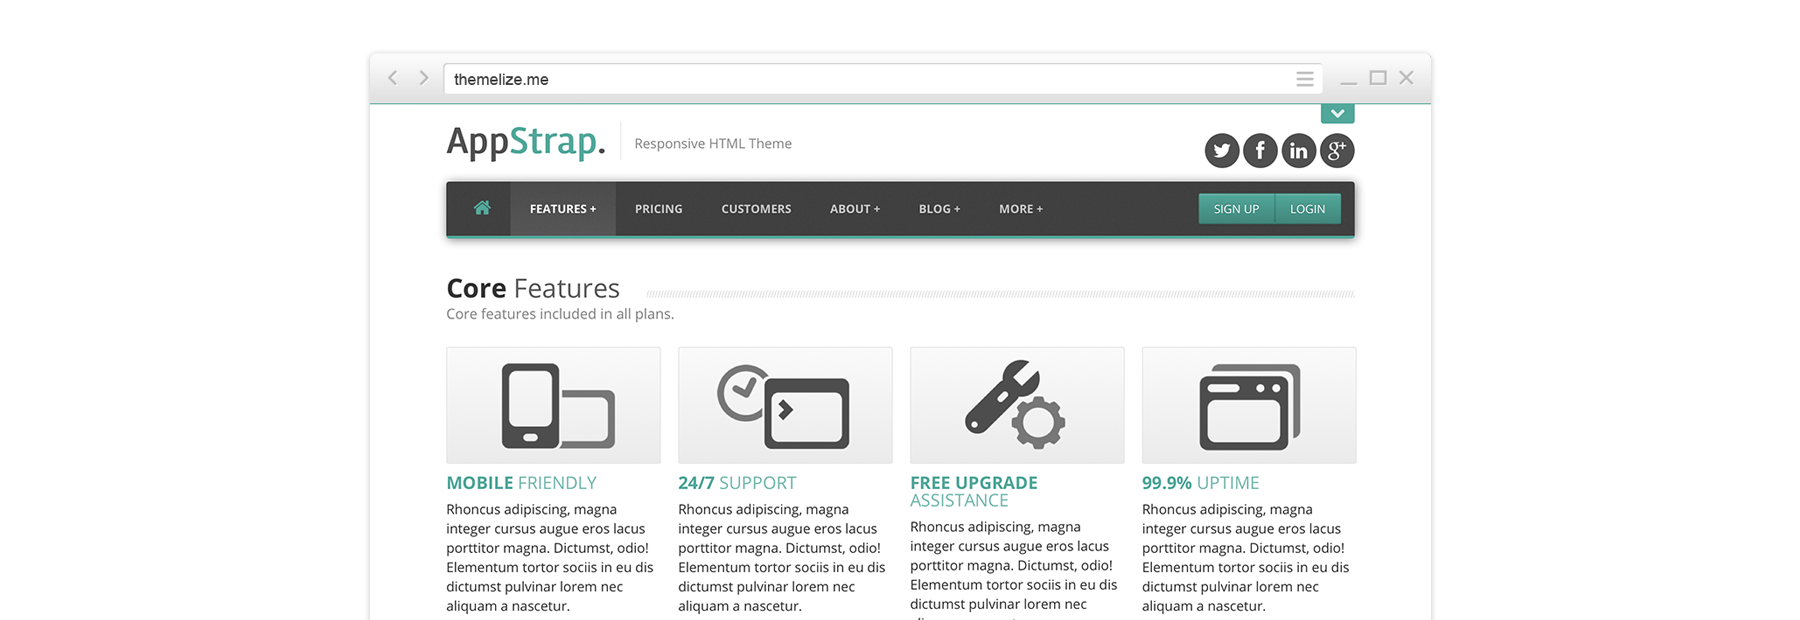 themelize.me
AppStrap.
Responsive HTML Theme
FEATURES +
PRICING
CUSTOMERS
ABOUT +
BLOG +
MORE +
SIGN UP
LOGIN
Core Features
Core features included in all plans.
MOBILE FRIENDLY
Rhoncus adipiscing, magna
integer cursus augue eros lacus
porttitor magna. Dictumst, odio!
Elementum tortor sociis in eu dis
dictumst pulvinar lorem nec
aliquam a nascetur.
24/7 SUPPORT
Rhoncus adipiscing, magna
integer cursus augue eros lacus
porttitor magna. Dictumst, odio!
Elementum tortor sociis in eu dis
dictumst pulvinar lorem nec
aliquam a nascetur.
FREE UPGRADE
ASSISTANCE
Rhoncus adipiscing, magna
integer cursus augue eros lacus
porttitor magna. Dictumst, odio!
Elementum tortor sociis in eu dis
dictumst pulvinar lorem nec
99.9% UPTIME
Rhoncus adipiscing, magna
integer cursus augue eros lacus
porttitor magna. Dictumst, odio!
Elementum tortor sociis in eu dis
dictumst pulvinar lorem nec
aliquam a nascetur.